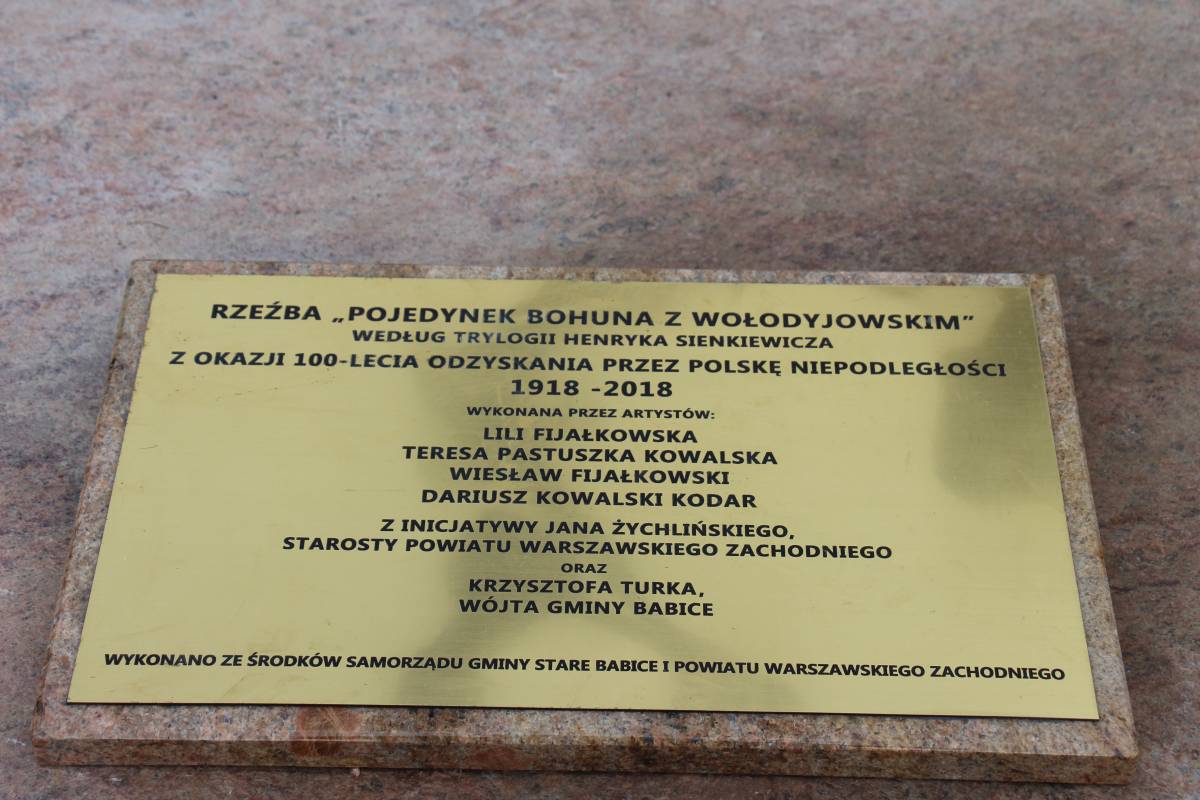 RZEŹBA „POJEDYNEK BOHUNA Z WOŁODYJOWSKIM”
WEDŁUG TRYLOGII HENRYKA SIENKIEWICZA
Z OKAZJI 100-LECIA ODZYSKANIA PRZEZ POLSKĘ NIEPODLEGŁOŚCI
1918 -2018
WYKONANA PRZEZ ARTYSTÓW:
LILI FIJAŁKOWSKA
TERESA PASTUSZKA KOWALSKA
WIESŁAW FIJAŁKOWSKI
DARIUSZ KOWALSKI KODAR
Z INICJATYWY JANA ŻYCHLIŃSKIEGO,
STAROSTY POWIATU WARSZAWSKIEGO ZACHODNIEGO
ORAZ
KRZYSZTOFA TURKA,
WÓJTA GMINY BABICE
WYKONANO ZE ŚRODKÓW SAMORZĄDU GMINY STARE BABICE I POWIATU WARSZAWSKIEGO ZACHODNIEGO